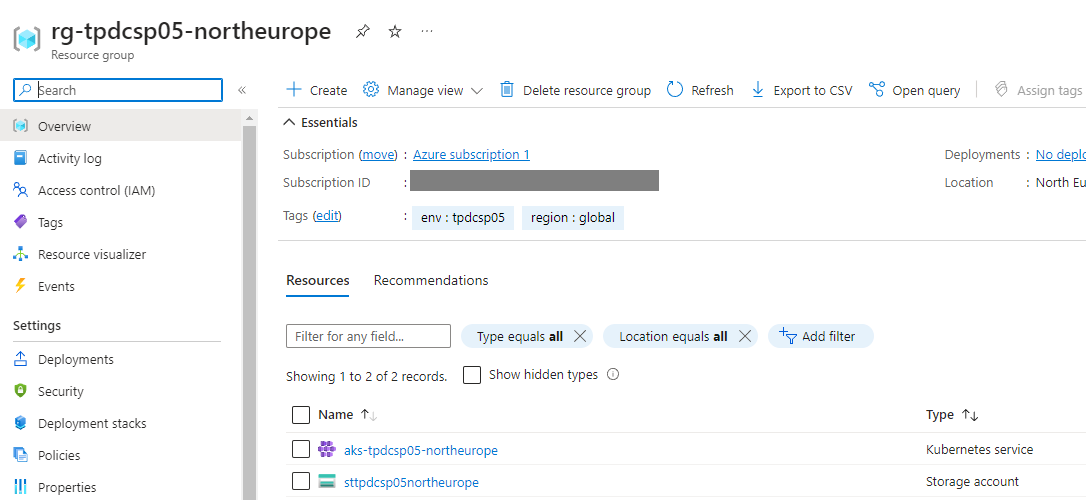 rg-tpdcsp05-northeurope
Resource group
Search
Overview
Activity log
Access control (IAM)
Tags
Resource visualizer
Events
Settings
Deployments
Security
Deployment stacks
Policies
Properties
Create Manage view Delete resource group Refresh Export to CSV Open query Assign tags
Essentials
Subscription (move) : Azure subscription 1
Subscription ID :
Tags (edit) : env : tpdcsp05 region : global
Deployments : No deplo
Location : North Eu
Resources Recommendations
Filter for any field... Type equals all Location equals all Add filter
Showing 1 to 2 of 2 records. Show hidden types
Name Type
aks-tpdcsp05-northeurope Kubernetes service
sttpdcsp05northeurope Storage account